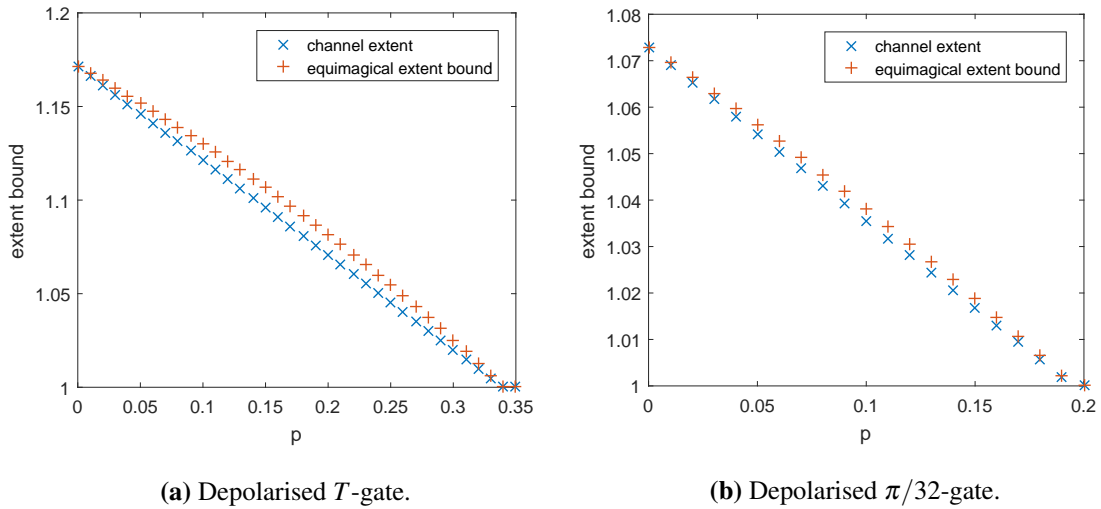 1.2
1.15
1.1
1.05
1
extent bound
channel extent
equimagical extent bound
0
0.05
0.1
0.15
0.2
0.25
0.3
0.35
p
(a) Depolarised T-gate.
1.08
1.07
1.06
1.05
1.04
1.03
1.02
1.01
1
extent bound
channel extent
equimagical extent bound
0
0.05
0.1
0.15
0.2
p
(b) Depolarised π/32-gate.